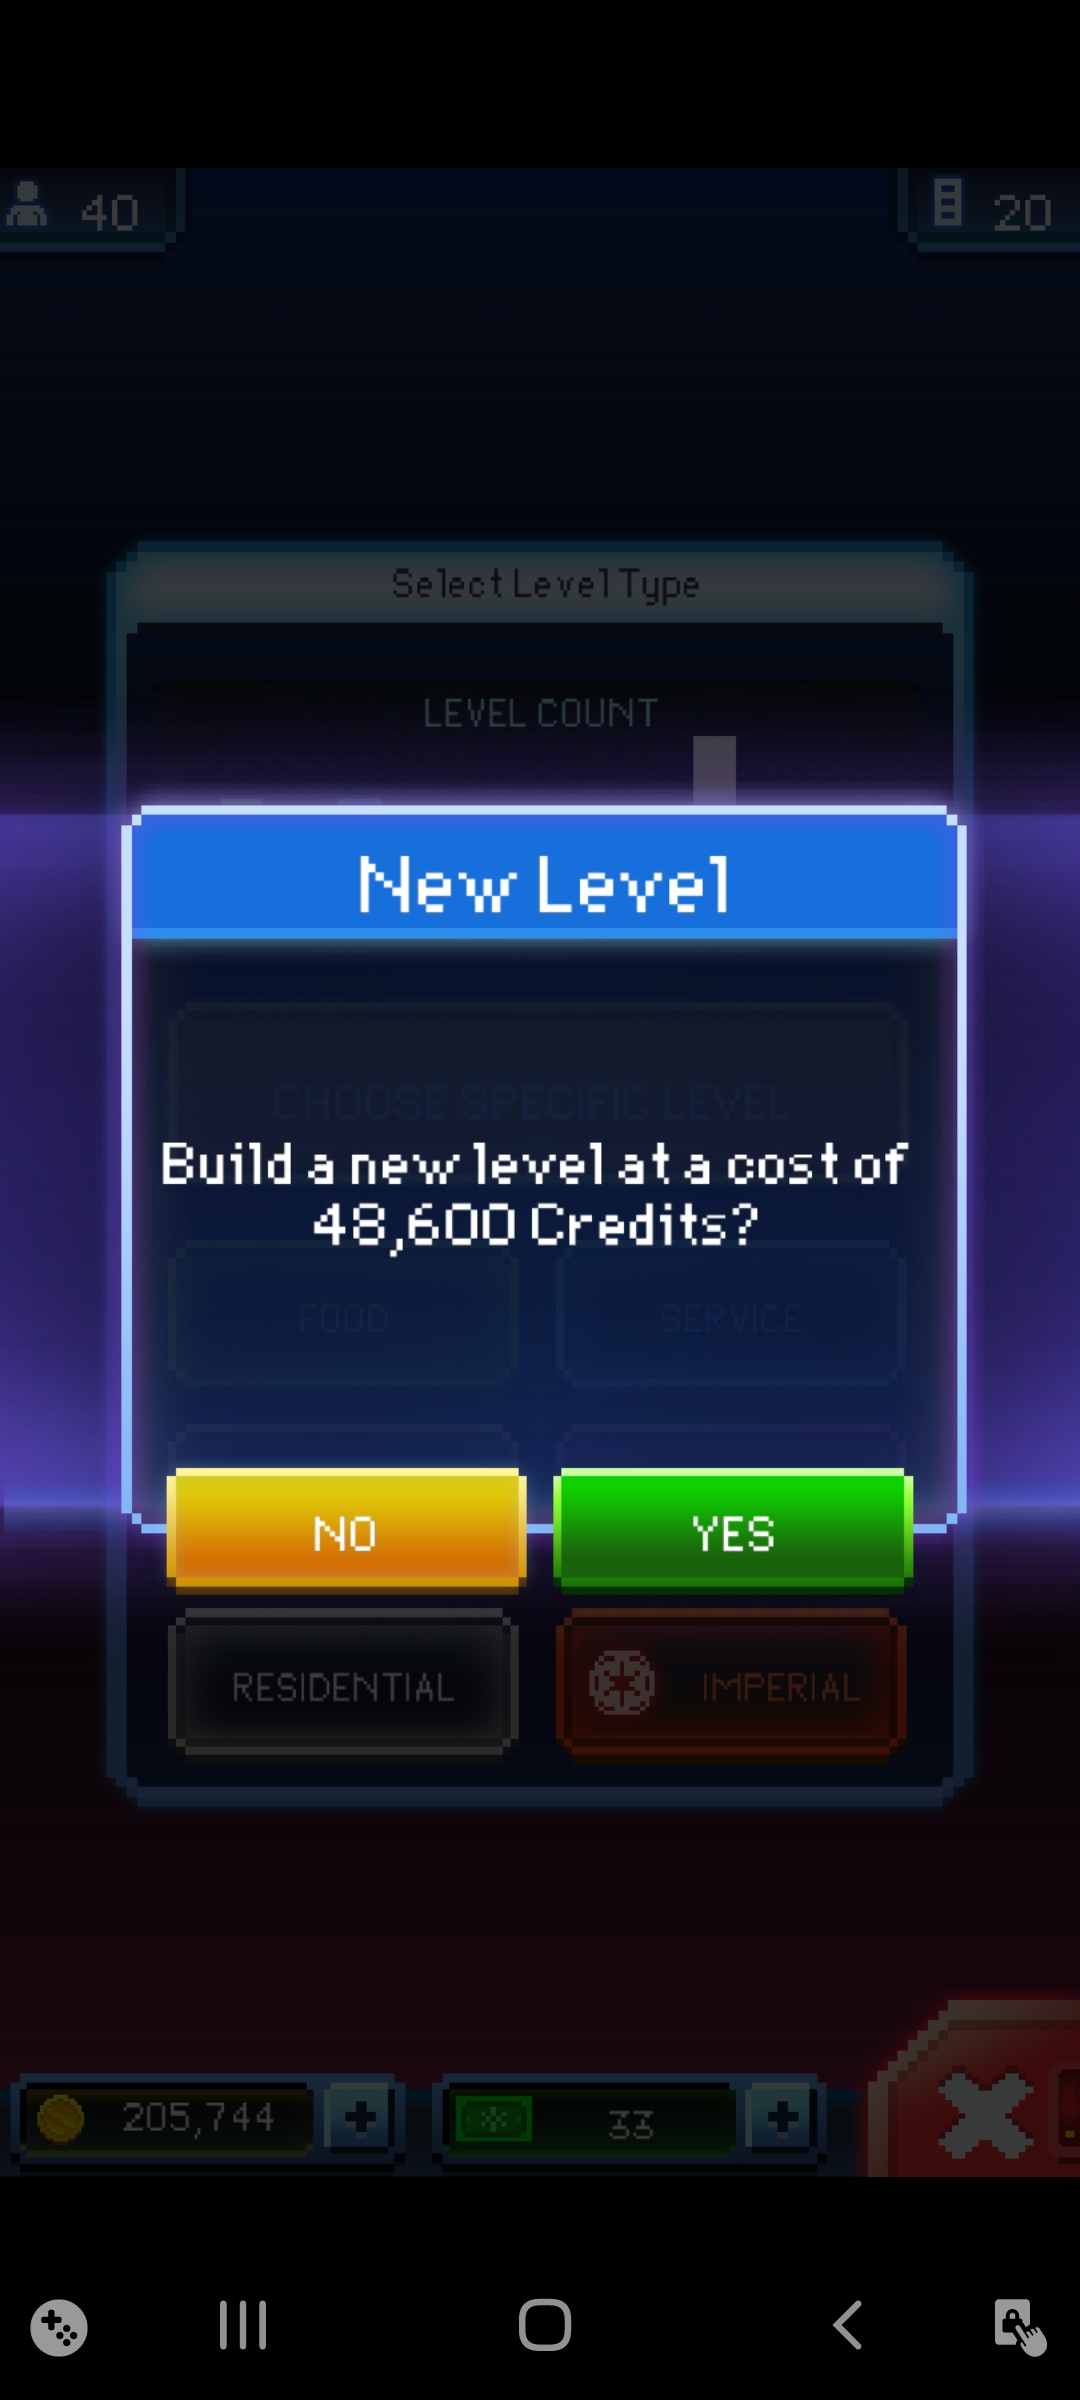 40
20
Select Level Type
LEVEL COUNT
New Level
CHOOSE SPECIFIC LEVEL
Build a new level at a cost of
48,600 Credits?
FOOD
SERVICE
NO
YES
RESIDENTIAL
IMPERIAL
205,744
33